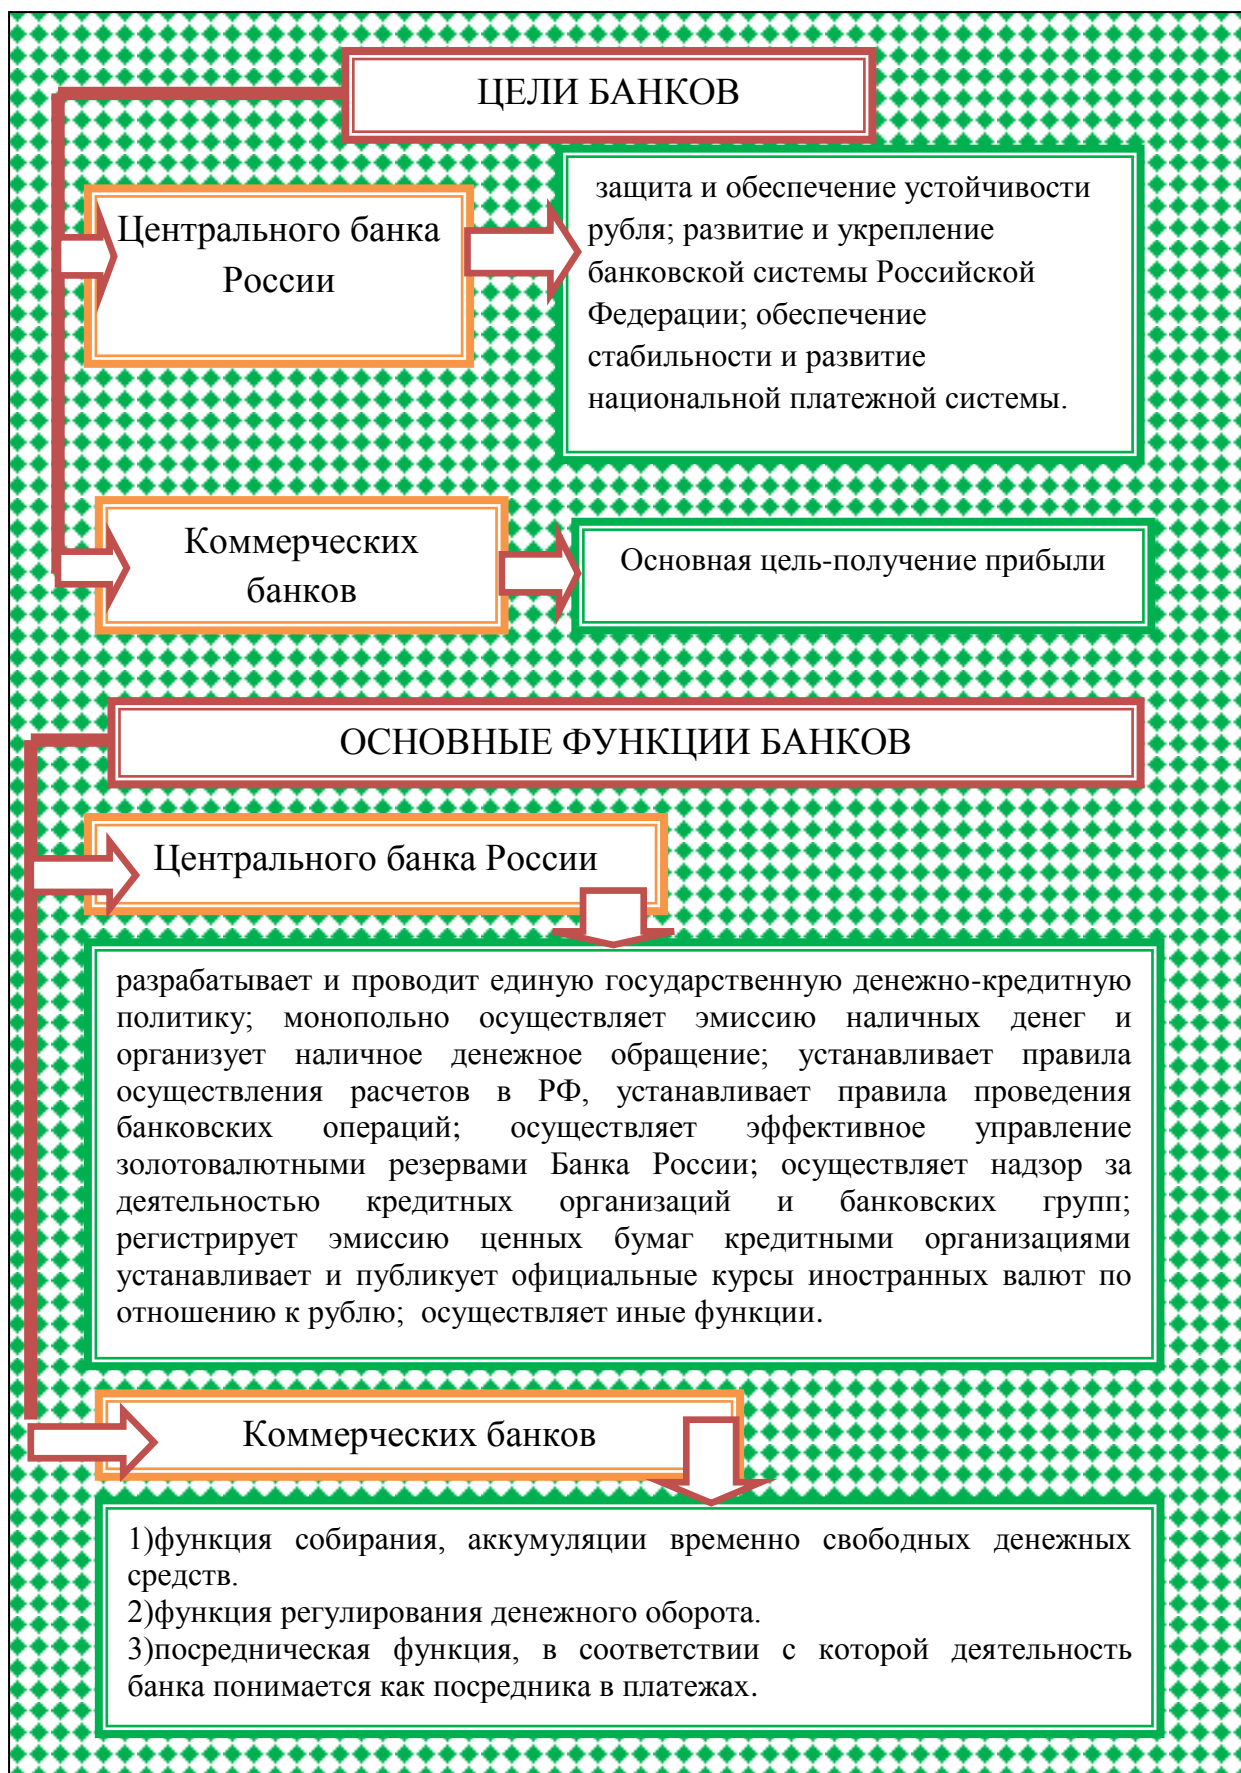 ЦЕЛИ БАНКОВ
Центрального банка
России
защита и обеспечение устойчивости
рубля; развитие и укрепление
банковской системы Российской
Федерации; обеспечение
стабильности и развитие
национальной платежной системы.
Коммерческих
банков
Основная цель-получение прибыли
ОСНОВНЫЕ ФУНКЦИИ БАНКОВ
Центрального банка России
разрабатывает и проводит единую государственную денежно-кредитную
политику; монопольно осуществляет эмиссию наличных денег и
организует наличное денежное обращение; устанавливает правила
осуществления расчетов в РФ, устанавливает правила проведения
банковских операций; осуществляет эффективное управление
золотовалютными резервами Банка России; осуществляет надзор за
деятельностью кредитных организаций и банковских групп;
регистрирует эмиссию ценных бумаг кредитными организациями
устанавливает и публикует официальные курсы иностранных валют по
отношению к рублю; осуществляет иные функции.
Коммерческих банков
1)функция собирания, аккумуляции временно свободных денежных
средств.
2)функция регулирования денежного оборота.
3)посредническая функция, в соответствии с которой деятельность
банка понимается как посредника в платежах.